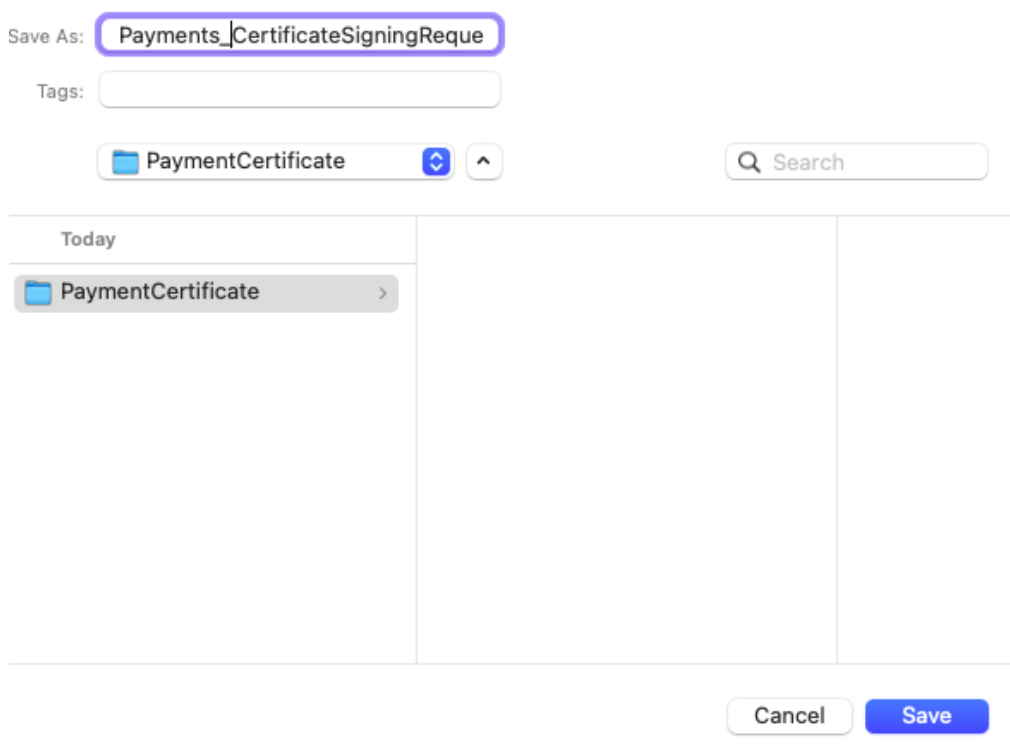 Save As: Payments_CertificateSigningReque
Tags:
PaymentCertificate
Search
Today
PaymentCertificate
Cancel
Save